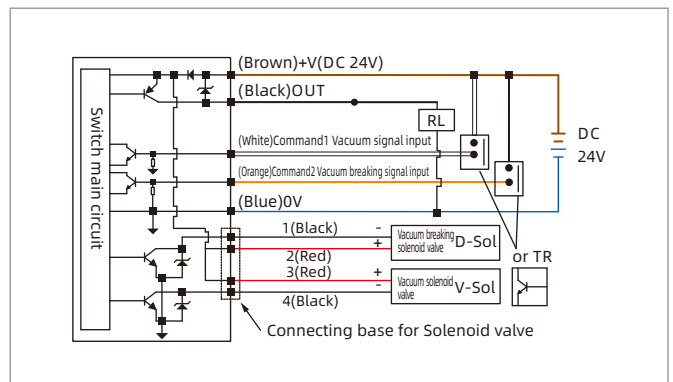 (Brown)+V(DC 24V)
(Black)OUT
RL
(White)Command1 Vacuum signal input
(Orange)Command2 Vacuum breaking signal input
DC
24V
Switch main circuit
(Blue)0V
1(Black)
-
+
Vacuum breaking
solenoid valve
D-Sol
2(Red)
3(Red)
+
-
Vacuum solenoid
valve
V-Sol
4(Black)
or TR
Connecting base for Solenoid valve